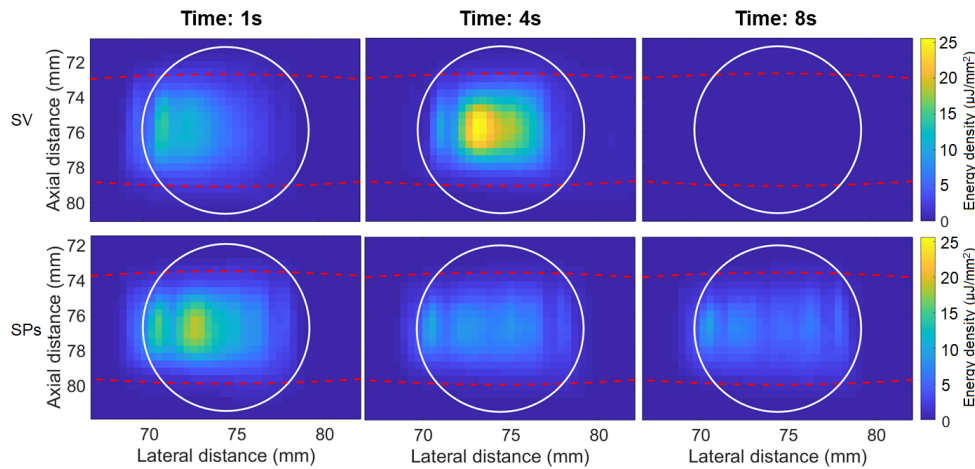 Time: 1s
Time: 4s
Time: 8s
SV
Axial distance (mm)
72
74
76
78
80
25
20
15
10
5
0
Energy density (µJ/mm²)
SPs
Axial distance (mm)
72
74
76
78
80
25
20
15
10
5
0
Energy density (µJ/mm²)
70 75 80
70 75 80
70 75 80
Lateral distance (mm)
Lateral distance (mm)
Lateral distance (mm)